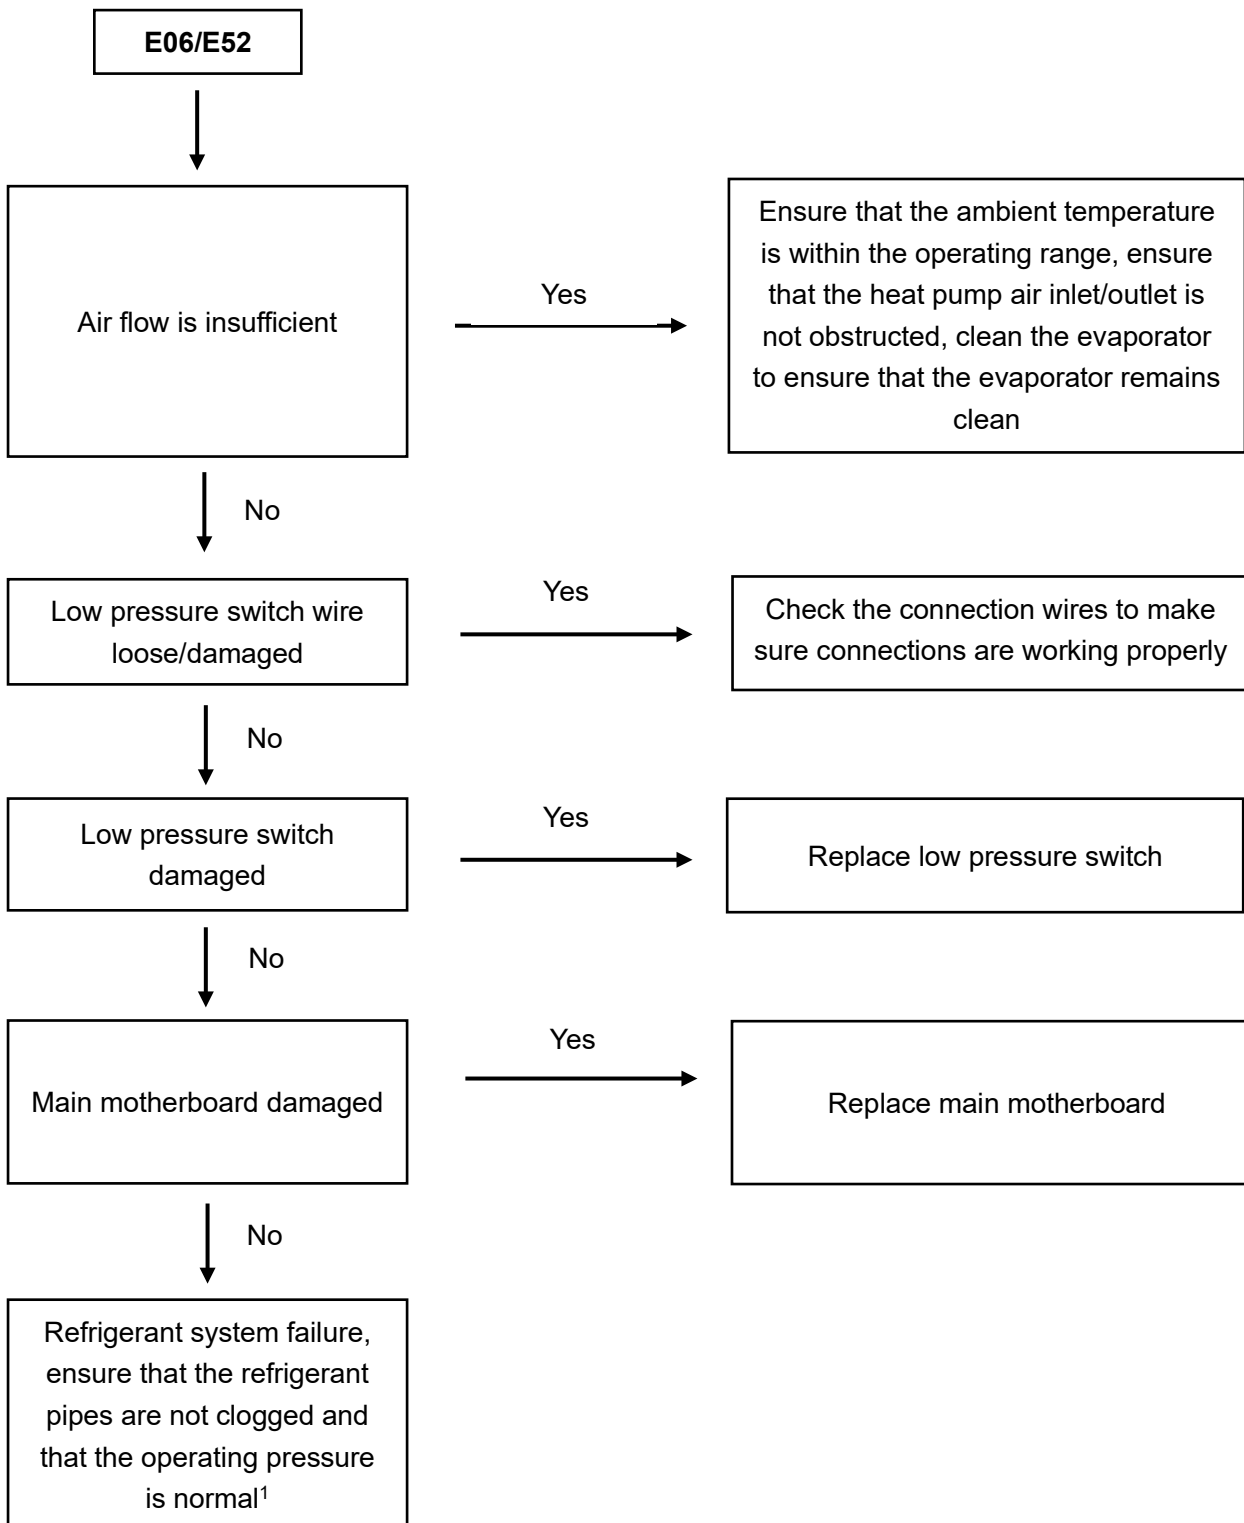 E06/E52
Air flow is insufficient
Yes
Ensure that the ambient temperature
is within the operating range, ensure
that the heat pump air inlet/outlet is
not obstructed, clean the evaporator
to ensure that the evaporator remains
clean
No
Low pressure switch wire
loose/damaged
Yes
Check the connection wires to make
sure connections are working properly
No
Low pressure switch
damaged
Yes
Replace low pressure switch
No
Main motherboard damaged
Yes
Replace main motherboard
No
Refrigerant system failure,
ensure that the refrigerant
pipes are not clogged and
that the operating pressure
is normal¹